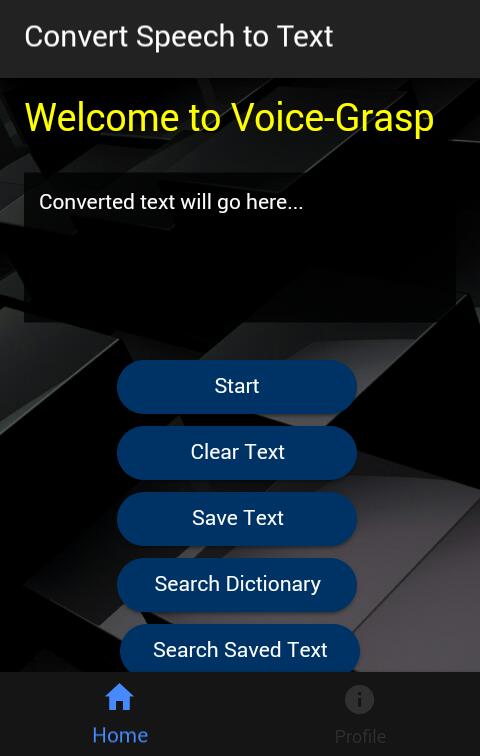 Convert Speech to Text
Welcome to Voice-Grasp
Converted text will go here...
Start
Clear Text
Save Text
Search Dictionary
Search Saved Text
Home
Profile